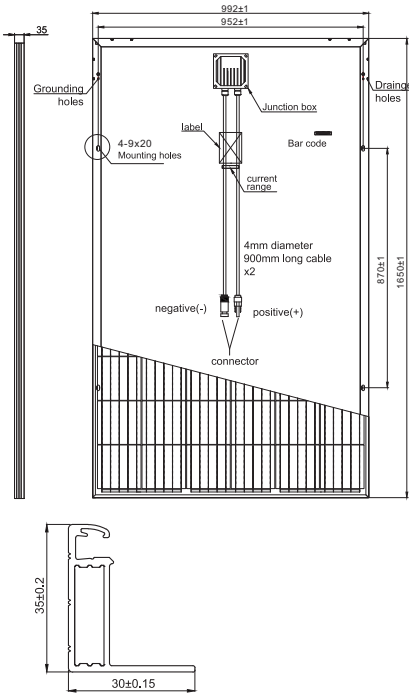 992±1
952±1
35
Grounding
holes
Drainge
holes
Junction box
label
4-9x20
Mounting holes
Bar code
current
range
870±1
1650±1
4mm diameter
900mm long cable
x2
negative(-)
positive(+)
connector
35±0.2
30±0.15